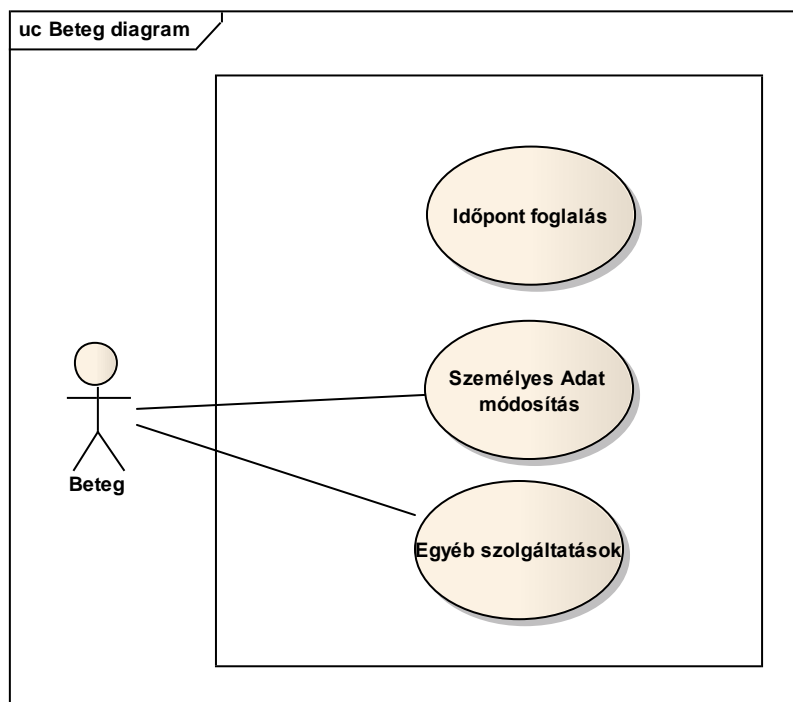 uc Beteg diagram
Időpont foglalás
Személyes Adat
módosítás
Beteg
Egyéb szolgáltatások